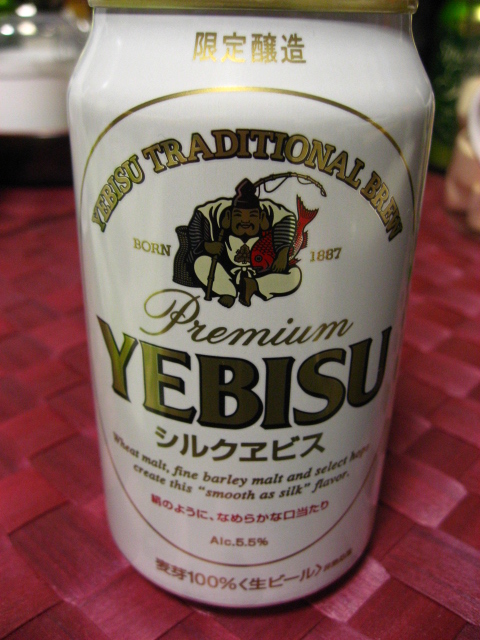 限定醸造
YEBISU TRADITIONAL BREW
BORN 1887
Premium
YEBISU
シルクヱビス
Wheat malt, fine barley malt and select hops
create this "smooth as silk" flavor.
絹のように、なめらかな口当たり
Alc.5.5%
麦芽100%〈生ビール〉